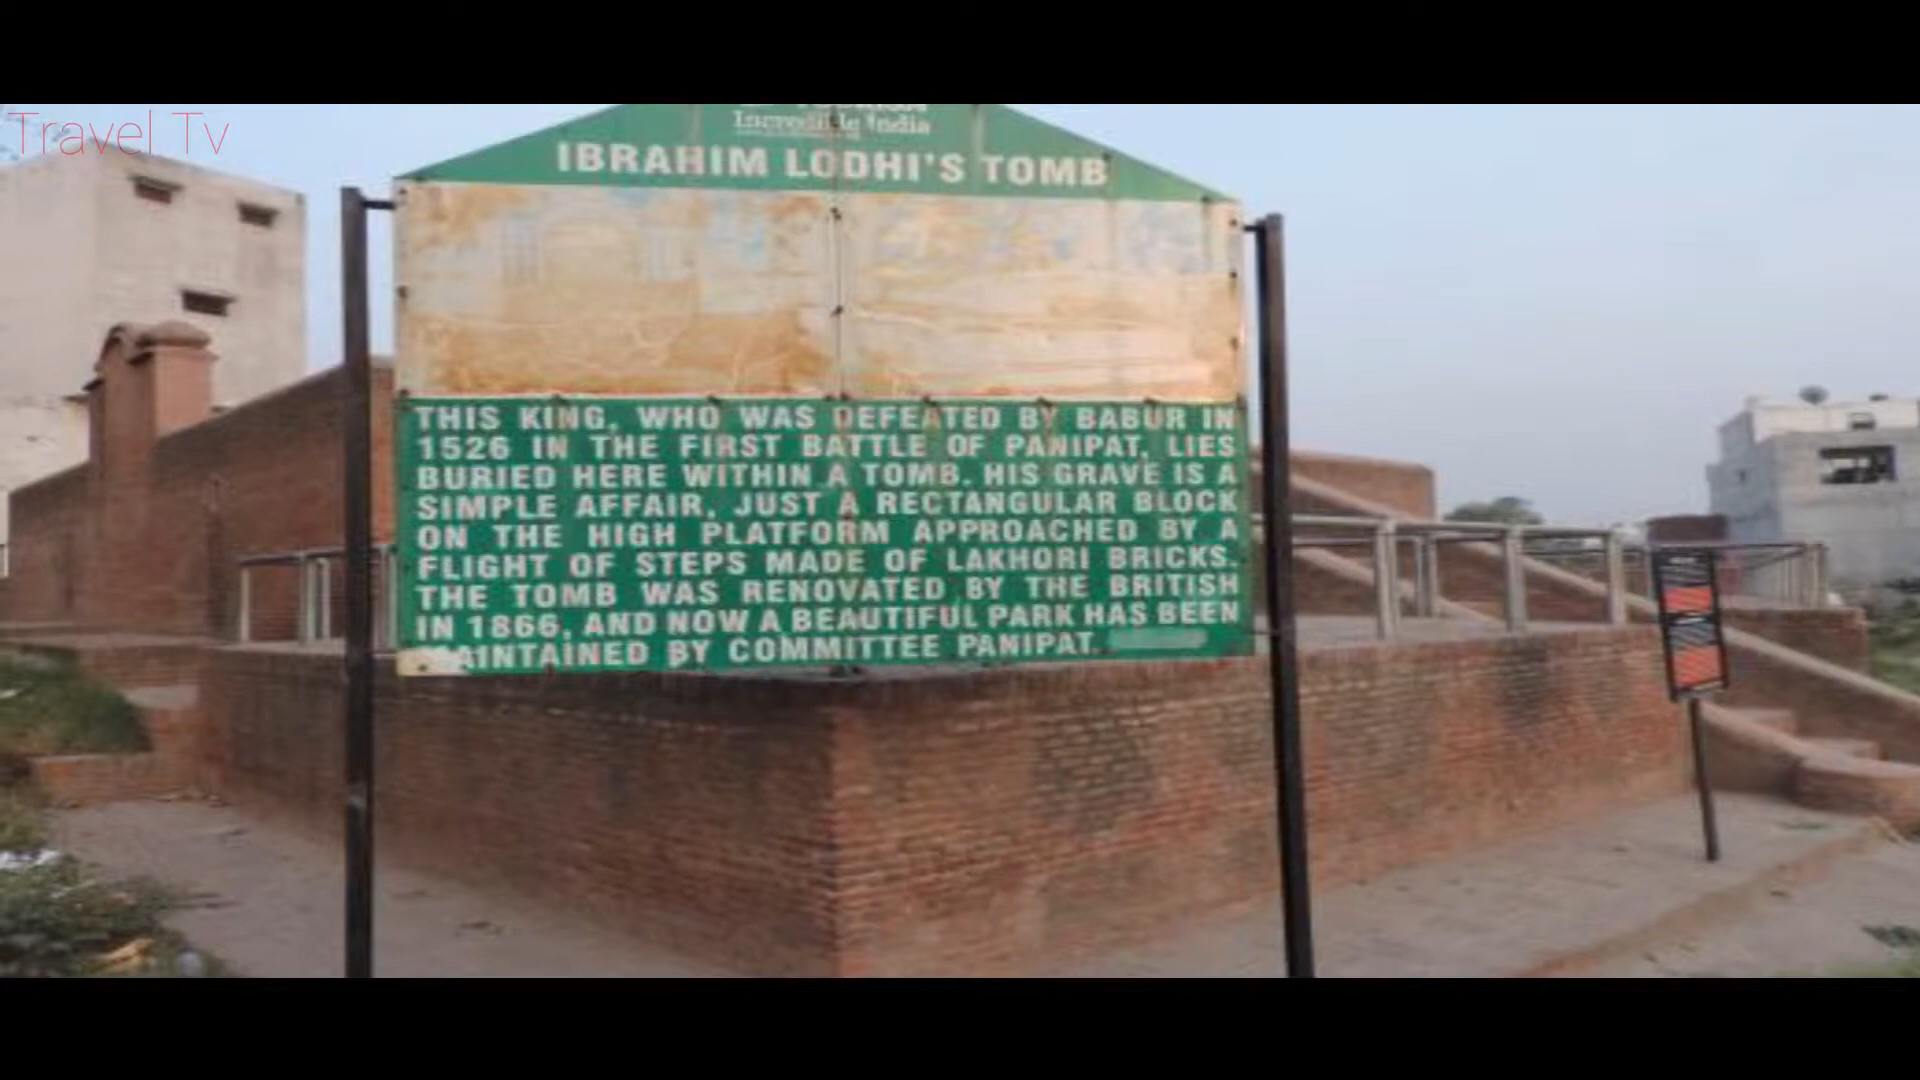 Travel Tv
Incredible India
IBRAHIM LODHI'S TOMB
THIS KING, WHO WAS DEFEATED BY BABUR IN
1526 IN THE FIRST BATTLE OF PANIPAT, LIES
BURIED HERE WITHIN A TOMB. HIS GRAVE IS A
SIMPLE AFFAIR, JUST A RECTANGULAR BLOCK
ON THE HIGH PLATFORM APPROACHED BY A
FLIGHT OF STEPS MADE OF LAKHORI BRICKS.
THE TOMB WAS RENOVATED BY THE BRITISH
IN 1866, AND NOW A BEAUTIFUL PARK HAS BEEN
MAINTAINED BY COMMITTEE PANIPAT.